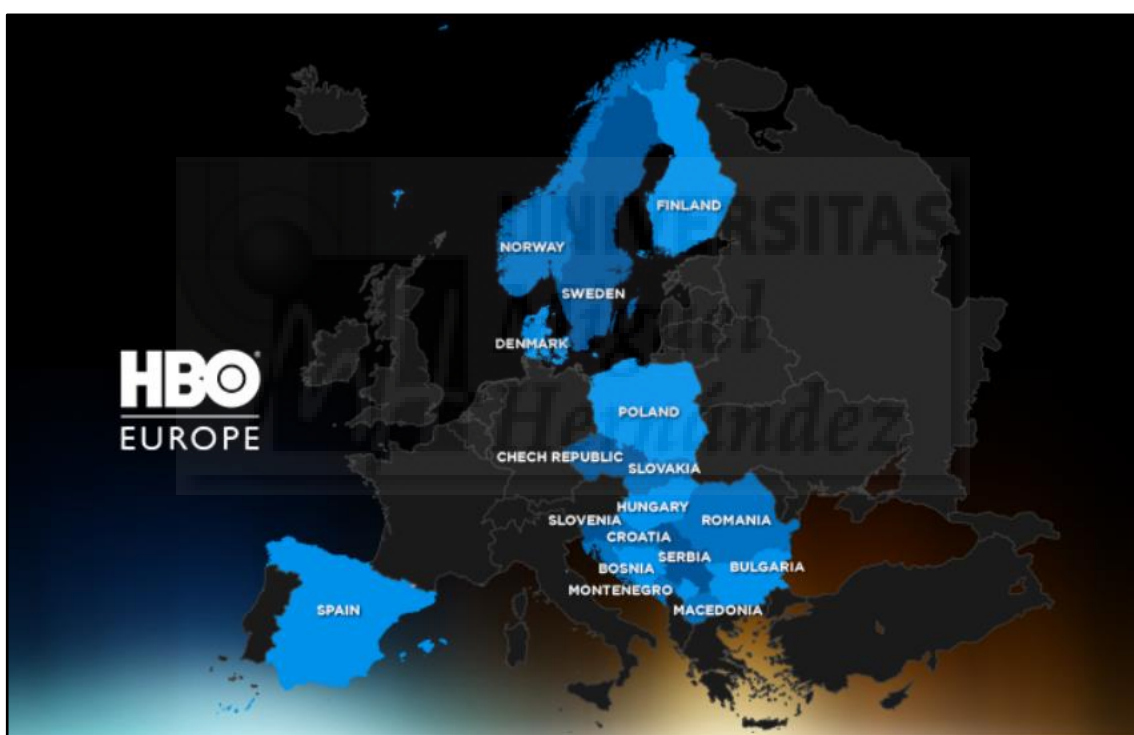 UNIVERSITAS
Miguel
Hernández
FINLAND
NORWAY
SWEDEN
DENMARK
HBO®
EUROPE
POLAND
CHECH REPUBLIC
SLOVAKIA
HUNGARY
SLOVENIA
ROMANIA
CROATIA
SERBIA
BOSNIA
BULGARIA
MONTENEGRO
SPAIN
MACEDONIA